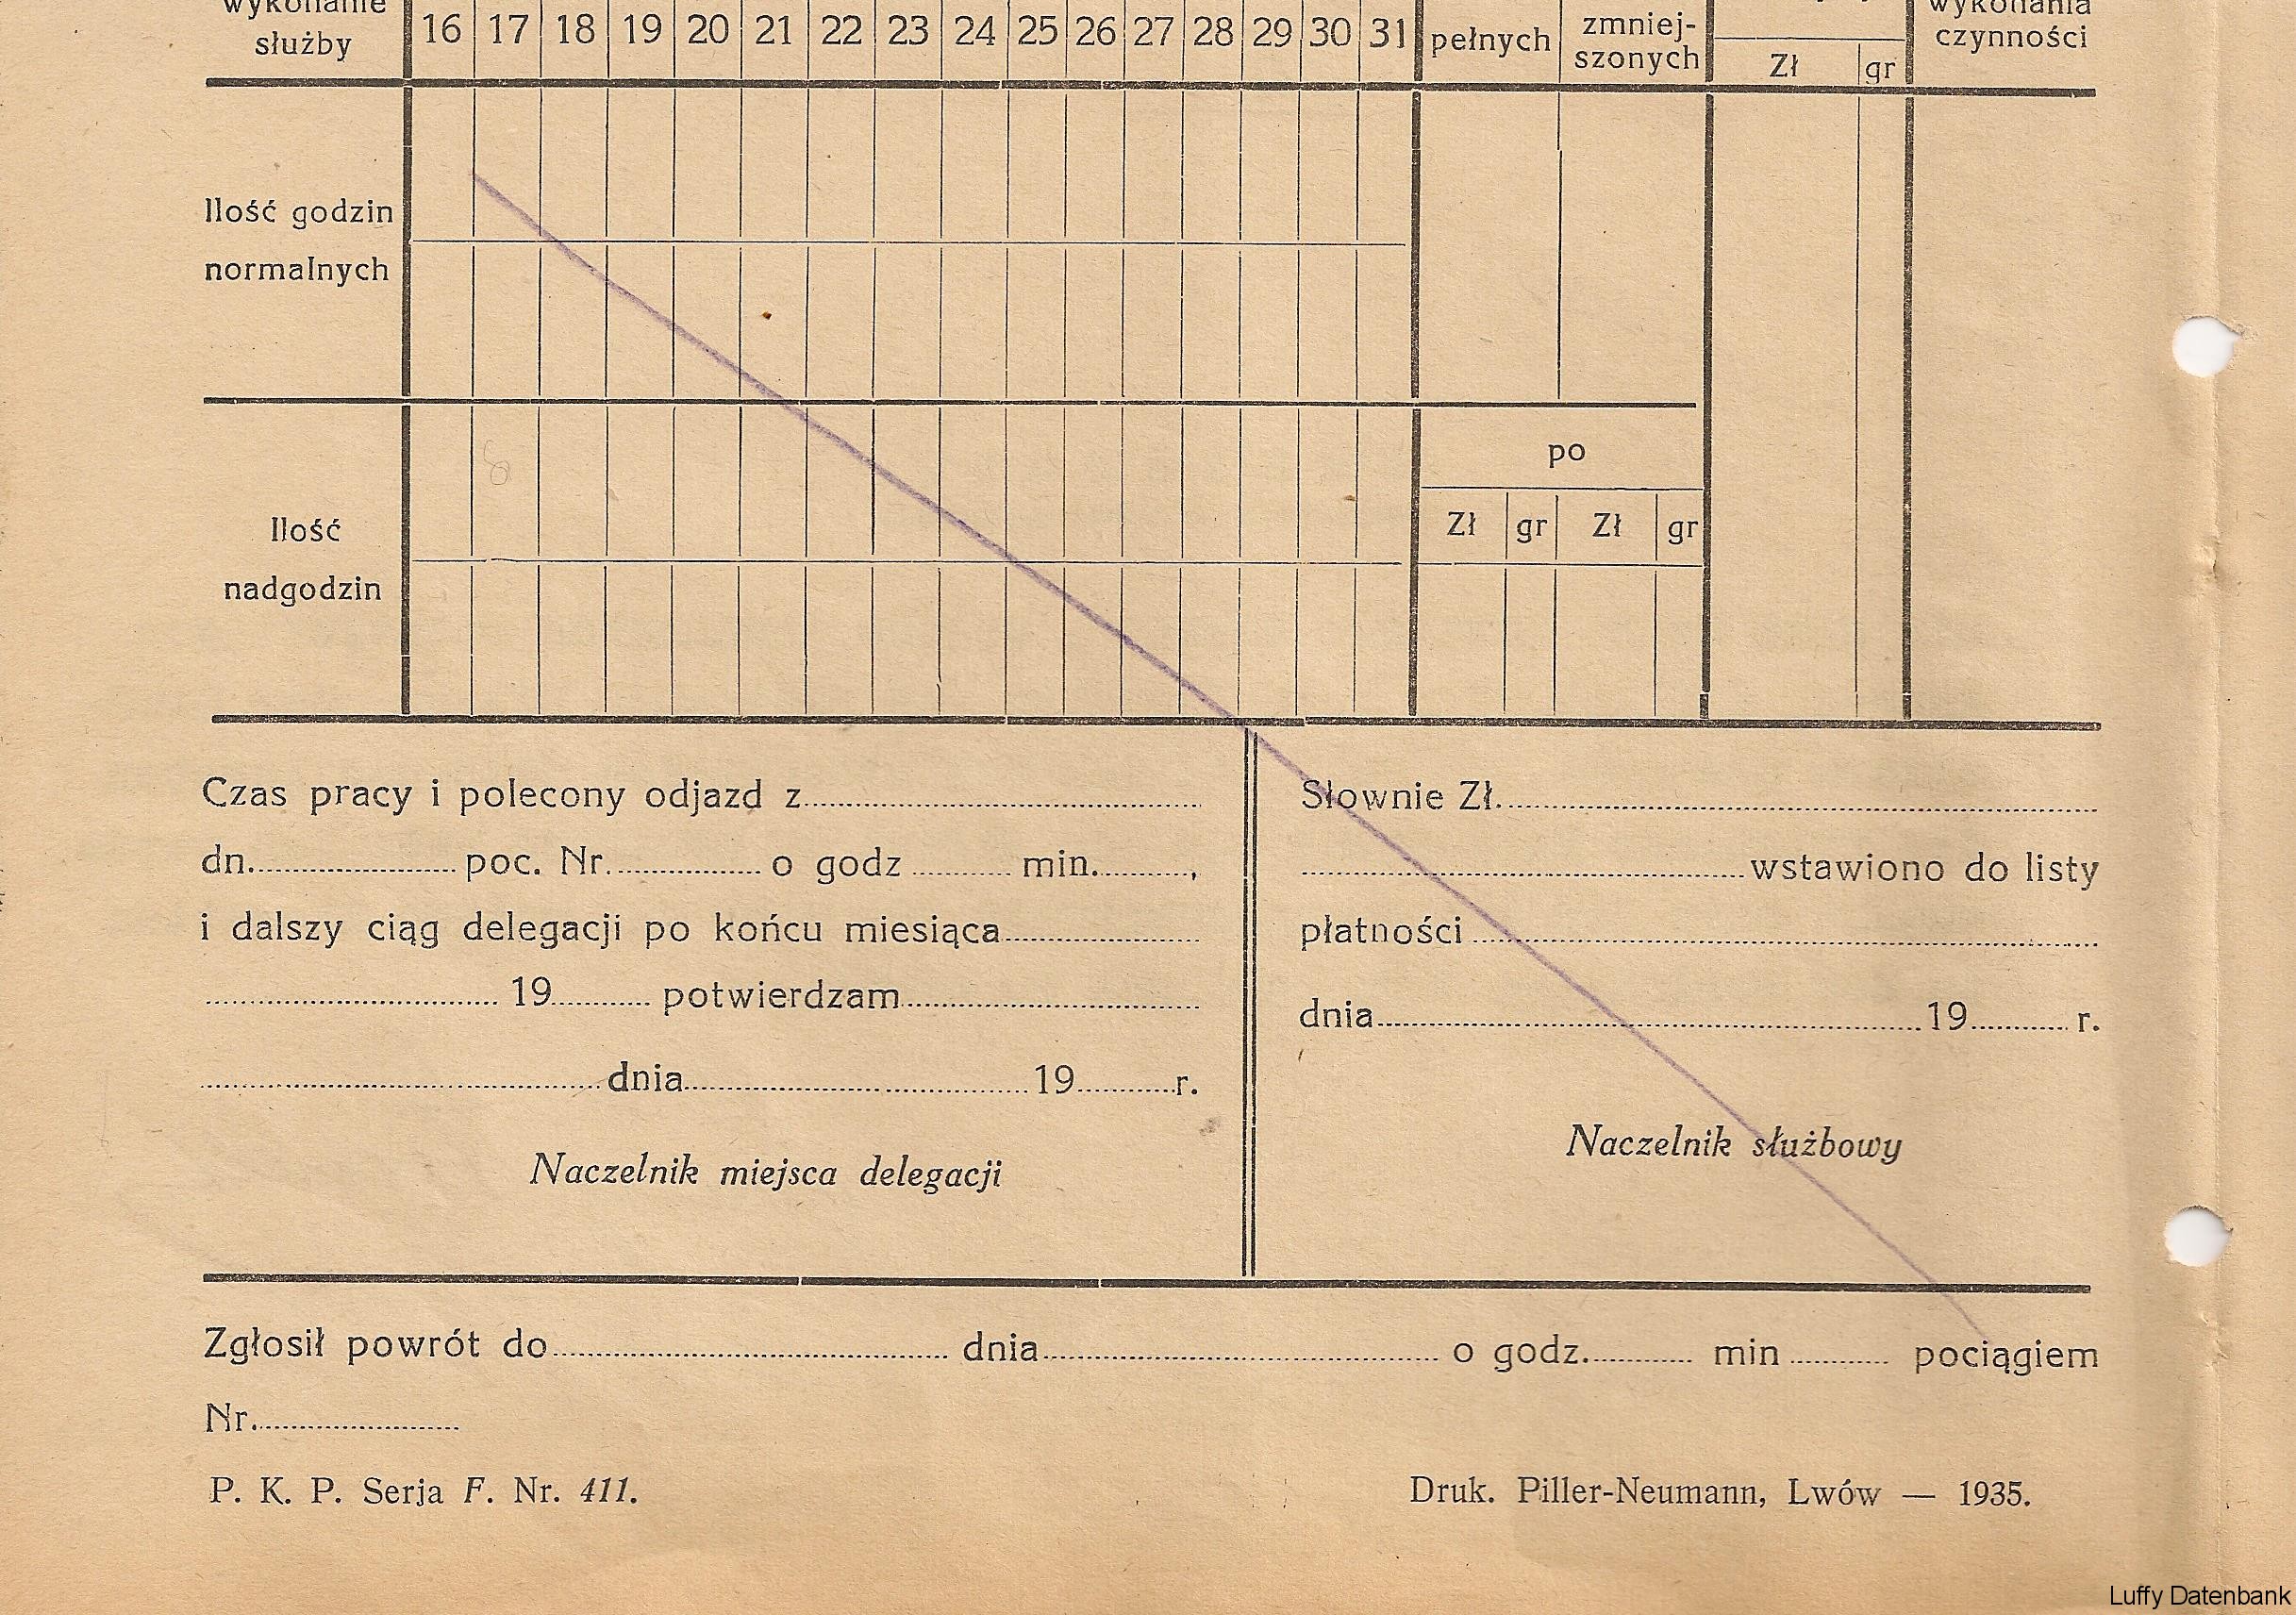 wykonanie
służby
16 17 18 19 20 21 22 23 24 25 26 27 28 29 30 31
pełnych
zmniej-
szonych
Zł gr
wykonania
czynności
Ilość godzin
normalnych
Ilość
nadgodzin
po
Zł gr Zł gr
Czas pracy i polecony odjazd z
dn. poc. Nr. o godz min. ,
i dalszy ciąg delegacji po końcu miesiąca
19 potwierdzam
dnia 19 r.
Naczelnik miejsca delegacji
Słownie Zł.
wstawiono do listy
płatności
dnia 19 r.
Naczelnik służbowy
Zgłosił powrót do dnia o godz. min pociągiem
Nr.
P. K. P. Serja F. Nr. 411.
Druk. Piller-Neumann, Lwów — 1935.
Luffy Datenbank